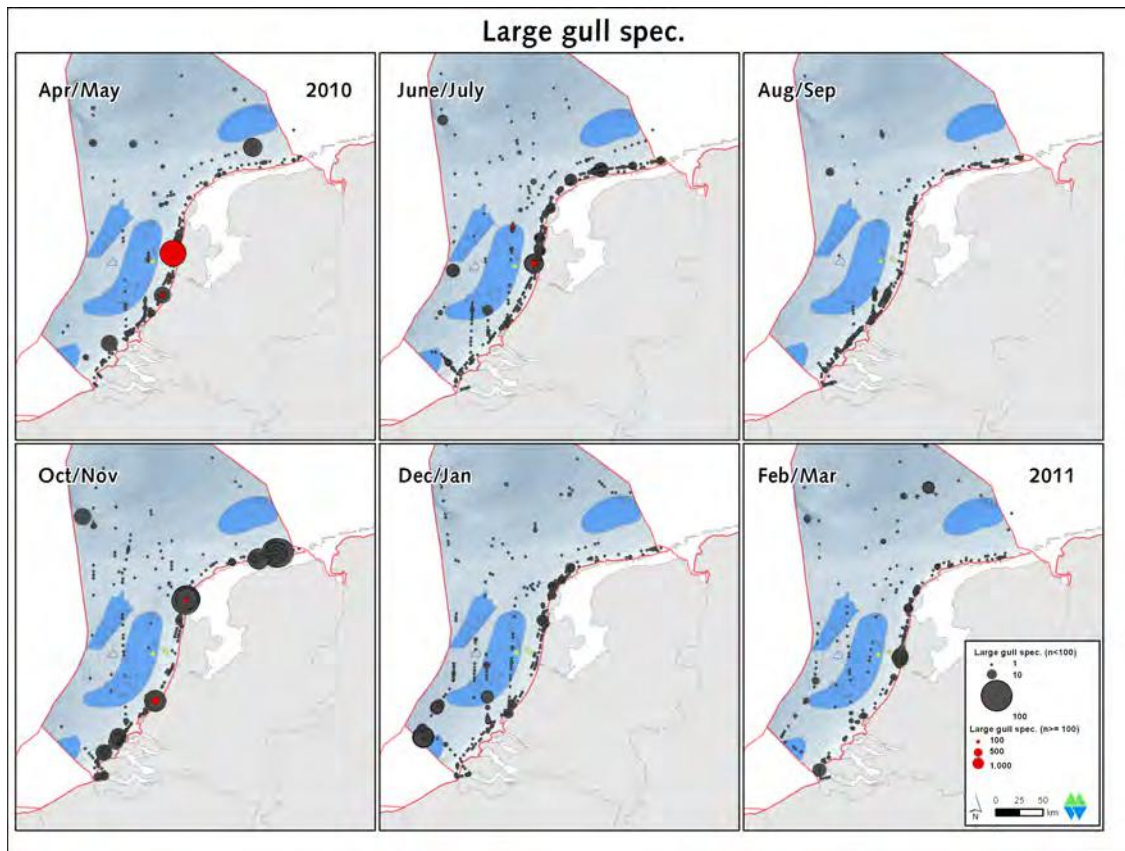 Large gull spec.
Apr/May 2010
June/July
Aug/Sep
Oct/Nov
Dec/Jan
Feb/Mar 2011
Large gull spec. (n<100)
1
10
100
Large gull spec. (n>= 100)
100
500
1.000
0 25 50
km
N